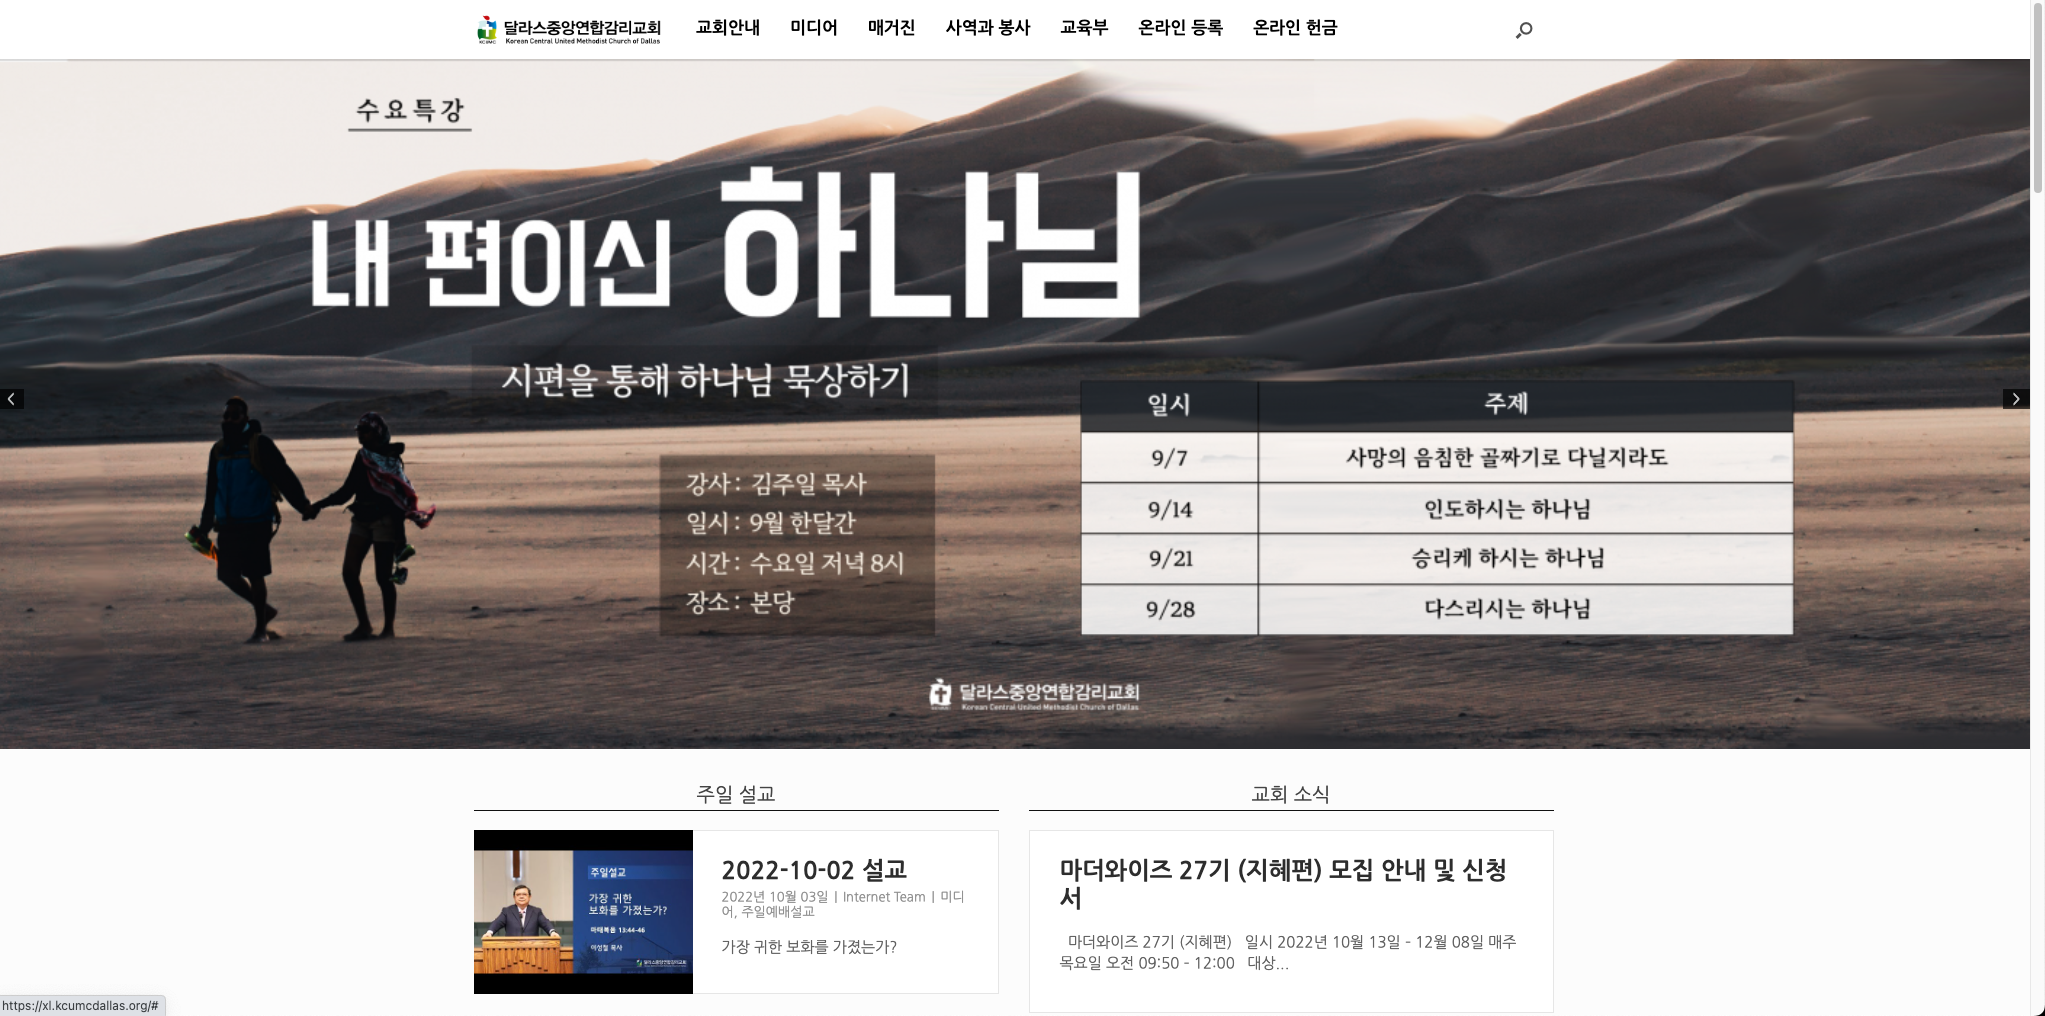 달라스중앙연합감리교회
Korean Central United Methodist Church of Dallas
KCUMC
교회안내 미디어 매거진 사역과 봉사 교육부 온라인 등록 온라인 헌금
수요특강
내 편이신 하나님
시편을 통해 하나님 묵상하기
강사 : 김주일 목사
일시 : 9월 한달간
시간 : 수요일 저녁 8시
장소 : 본당
일시 주제
9/7 사망의 음침한 골짜기로 다닐지라도
9/14 인도하시는 하나님
9/21 승리케 하시는 하나님
9/28 다스리시는 하나님
달라스중앙연합감리교회
Korean Central United Methodist Church of Dallas
주일 설교
주일설교
가장 귀한
보화를 가졌는가?
마태복음 13:44-46
이성철 목사
달라스중앙연합감리교회
2022-10-02 설교
2022년 10월 03일 | Internet Team | 미디
어, 주일예배설교
가장 귀한 보화를 가졌는가?
교회 소식
마더와이즈 27기 (지혜편) 모집 안내 및 신청
서
마더와이즈 27기 (지혜편) 일시 2022년 10월 13일 – 12월 08일 매주
목요일 오전 09:50 – 12:00 대상...
https://xl.kcumcdallas.org/#